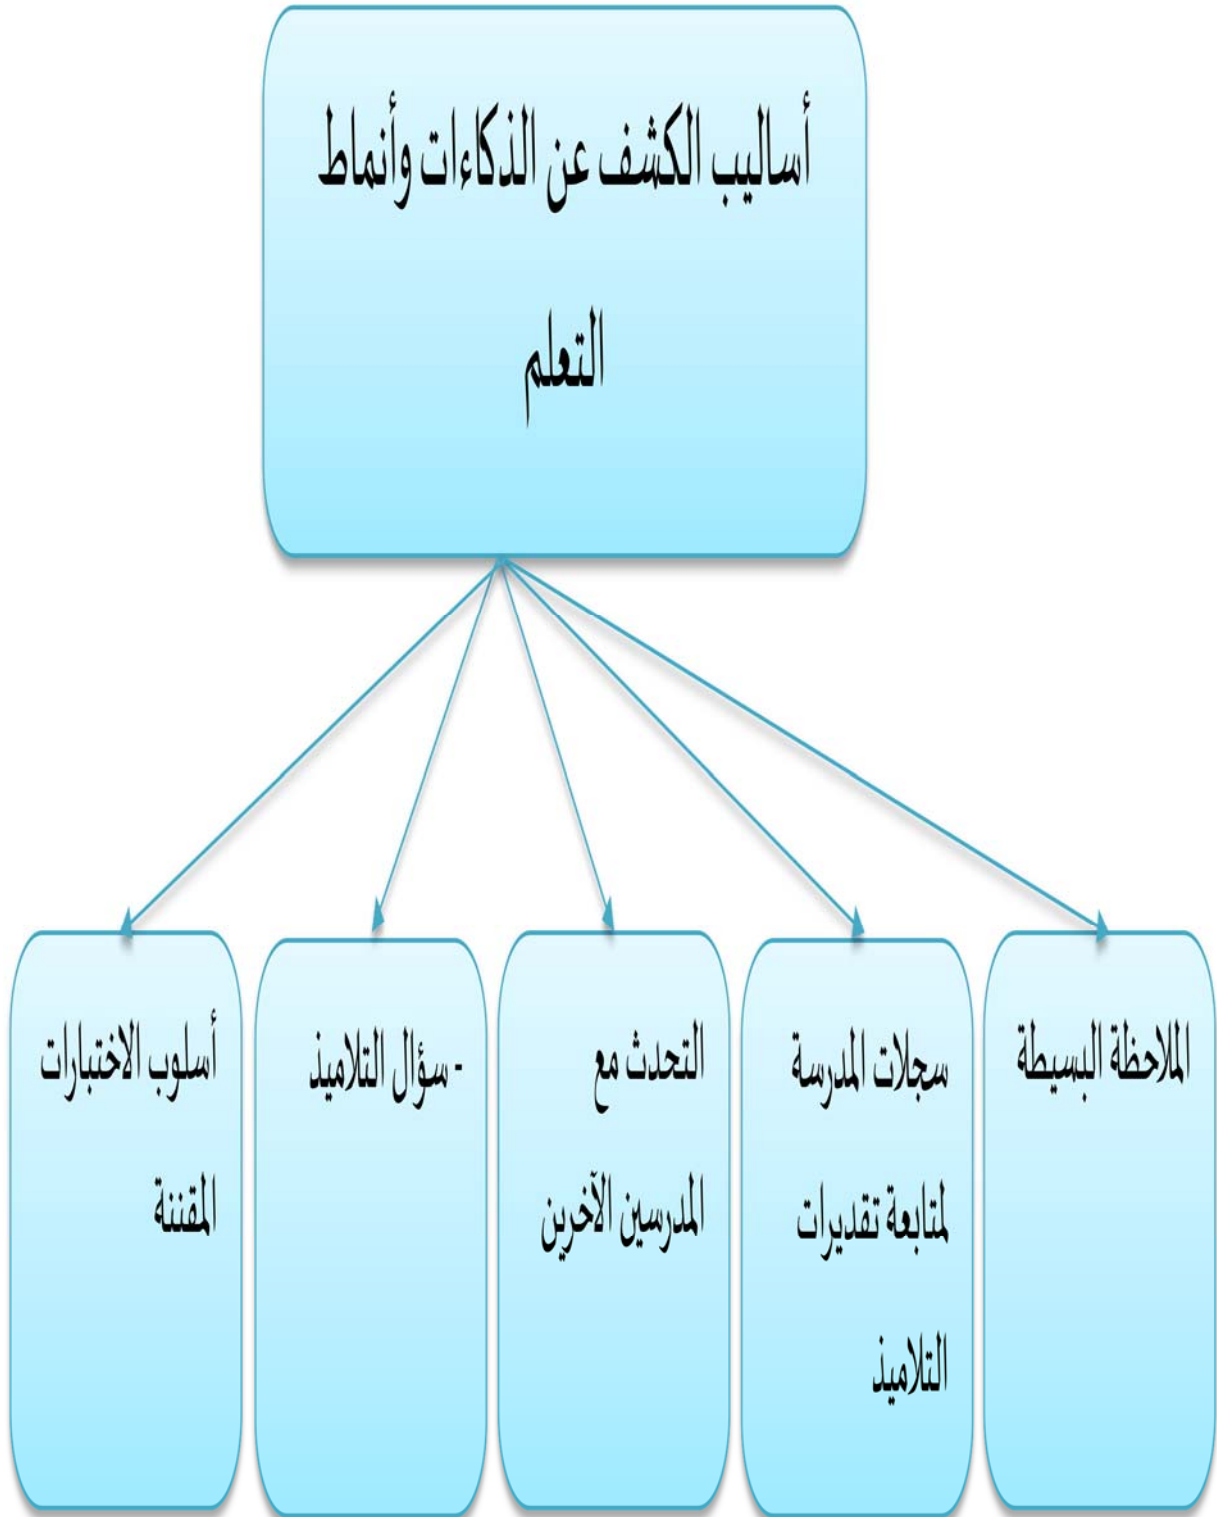 أساليب الكشف عن الذكاءات وأنماط
التعلم
الملاحظة البسيطة
سجلات المدرسة
لمتابعة تقديرات
التلاميذ
التحدث مع
المدرسين الآخرين
- سؤال التلاميذ
أسلوب الاختبارات
المقننة